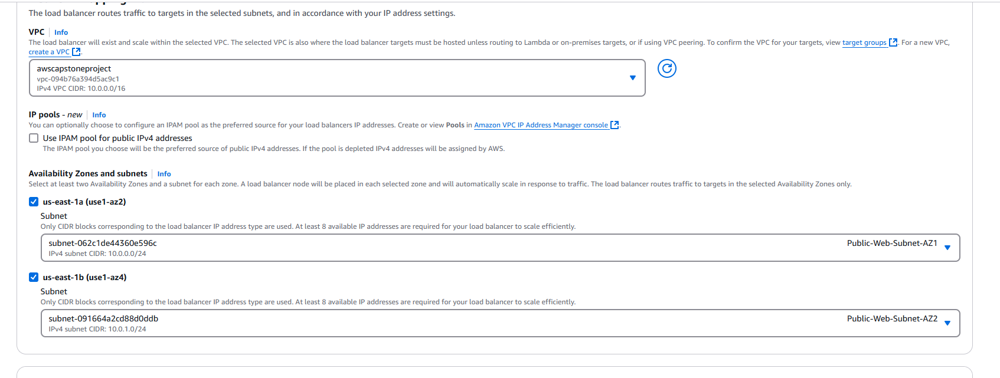 The load balancer routes traffic to targets in the selected subnets, and in accordance with your IP address settings.
VPC Info
The load balancer will exist and scale within the selected VPC. The selected VPC is also where the load balancer targets must be hosted unless routing to Lambda or on-premises targets, or if using VPC peering. To confirm the VPC for your targets, view target groups. For a new VPC,
create a VPC.
awscapstoneproject
vpc-094b76a394d5ac9c1
IPv4 VPC CIDR: 10.0.0.0/16
IP pools - new Info
You can optionally choose to configure an IPAM pool as the preferred source for your load balancers IP addresses. Create or view Pools in Amazon VPC IP Address Manager console.
Use IPAM pool for public IPv4 addresses
The IPAM pool you choose will be the preferred source of public IPv4 addresses. If the pool is depleted IPv4 addresses will be assigned by AWS.
Availability Zones and subnets Info
Select at least two Availability Zones and a subnet for each zone. A load balancer node will be placed in each selected zone and will automatically scale in response to traffic. The load balancer routes traffic to targets in the selected Availability Zones only.
us-east-1a (use1-az2)
Subnet
Only CIDR blocks corresponding to the load balancer IP address type are used. At least 8 available IP addresses are required for your load balancer to scale efficiently.
subnet-062c1de44360e596c Public-Web-Subnet-AZ1
IPv4 subnet CIDR: 10.0.0.0/24
us-east-1b (use1-az4)
Subnet
Only CIDR blocks corresponding to the load balancer IP address type are used. At least 8 available IP addresses are required for your load balancer to scale efficiently.
subnet-091664a2cd88d0ddb Public-Web-Subnet-AZ2
IPv4 subnet CIDR: 10.0.1.0/24